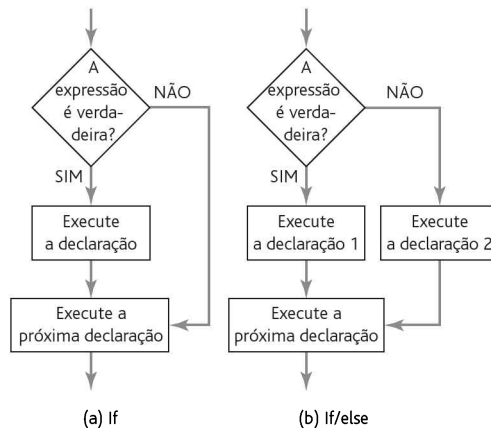 A
expressão
é verda-
deira?
NÃO
SIM
Execute
a declaração
Execute a
próxima declaração
(a) If
A
expressão
é verda-
deira?
NÃO
SIM
Execute
a declaração 1
Execute
a declaração 2
Execute a
próxima declaração
(b) If/else